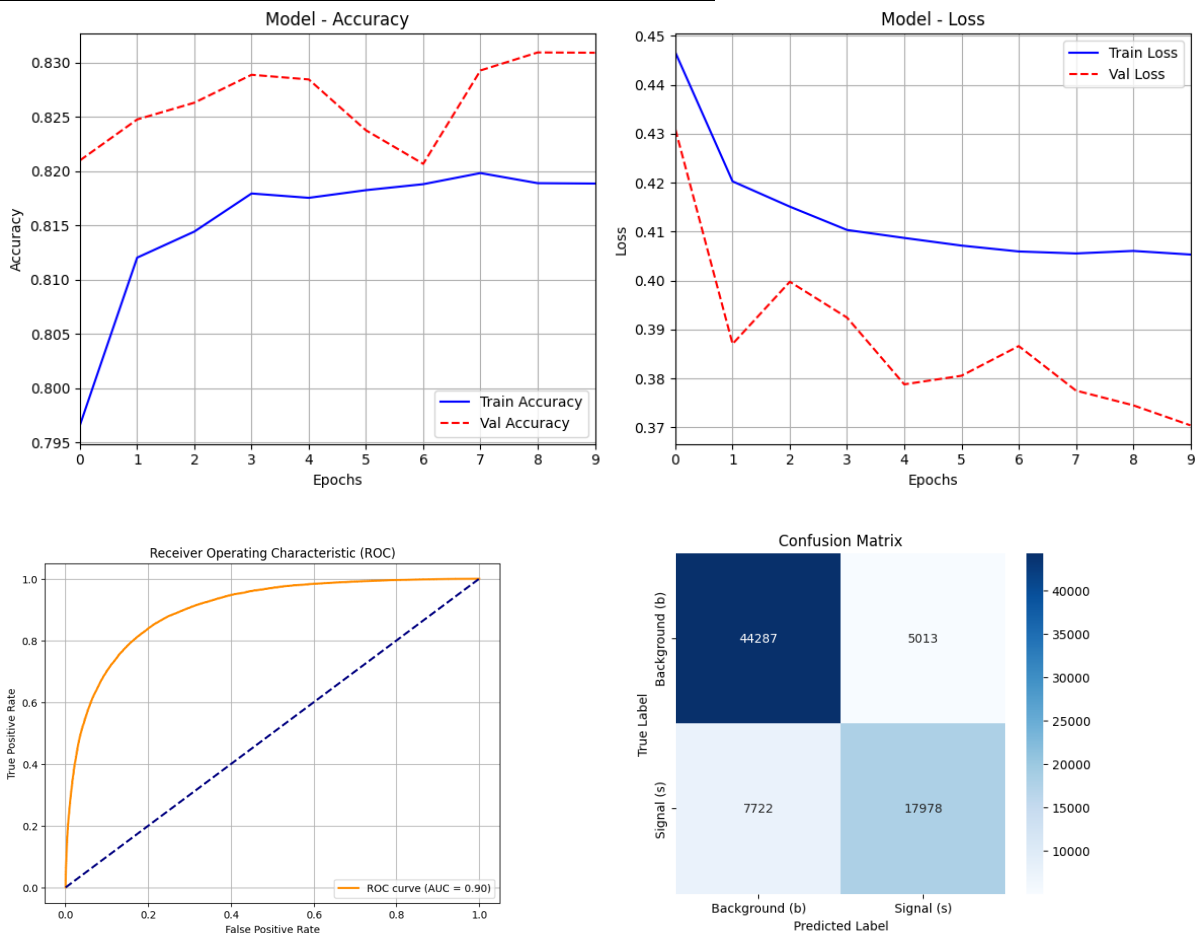 Model - Accuracy
0.830
0.825
0.820
0.815
0.810
0.805
0.800
0.795
Accuracy
Train Accuracy
Val Accuracy
0 1 2 3 4 5 6 7 8 9
Epochs
Model - Loss
0.45
0.44
0.43
0.42
0.41
0.40
0.39
0.38
0.37
Loss
Train Loss
Val Loss
0 1 2 3 4 5 6 7 8 9
Epochs
Receiver Operating Characteristic (ROC)
1.0
0.8
0.6
0.4
0.2
0.0
True Positive Rate
ROC curve (AUC = 0.90)
0.0 0.2 0.4 0.6 0.8 1.0
False Positive Rate
Confusion Matrix
True Label
Background (b)
44287 5013
Signal (s)
7722 17978
Background (b) Signal (s)
Predicted Label
40000
35000
30000
25000
20000
15000
10000